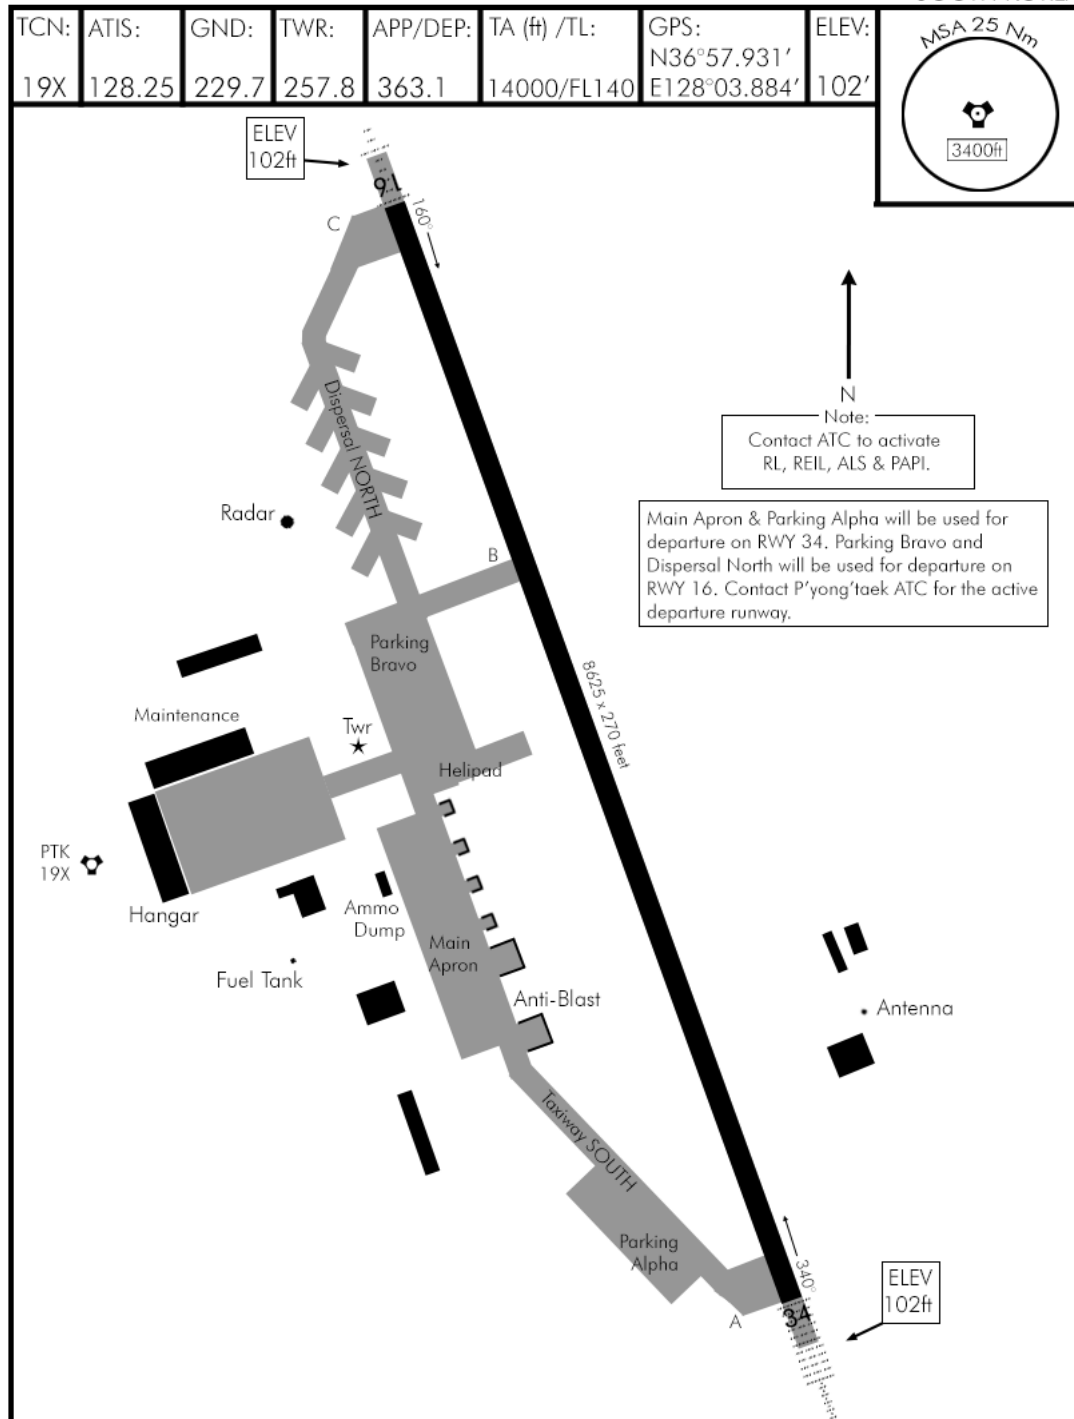 TCN: ATIS: GND: TWR: APP/DEP: TA (ft) /TL: GPS: ELEV:
N36°57.931′
19X 128.25 229.7 257.8 363.1 14000/FL140 E128°03.884′ 102′
MSA 25 Nm
3400ft
ELEV
102ft
16
160°
C
N
Note:
Contact ATC to activate
RL, REIL, ALS & PAPI.
Dispersal NORTH
Radar
B
Main Apron & Parking Alpha will be used for
departure on RWY 34. Parking Bravo and
Dispersal North will be used for departure on
RWY 16. Contact P'yong'taek ATC for the active
departure runway.
Parking
Bravo
8625 x 270 feet
Maintenance
Twr
Helipad
PTK
19X
Hangar
Ammo
Dump
Main
Apron
Fuel Tank
Anti-Blast
Antenna
Taxiway SOUTH
Parking
Alpha
340°
A
34
ELEV
102ft